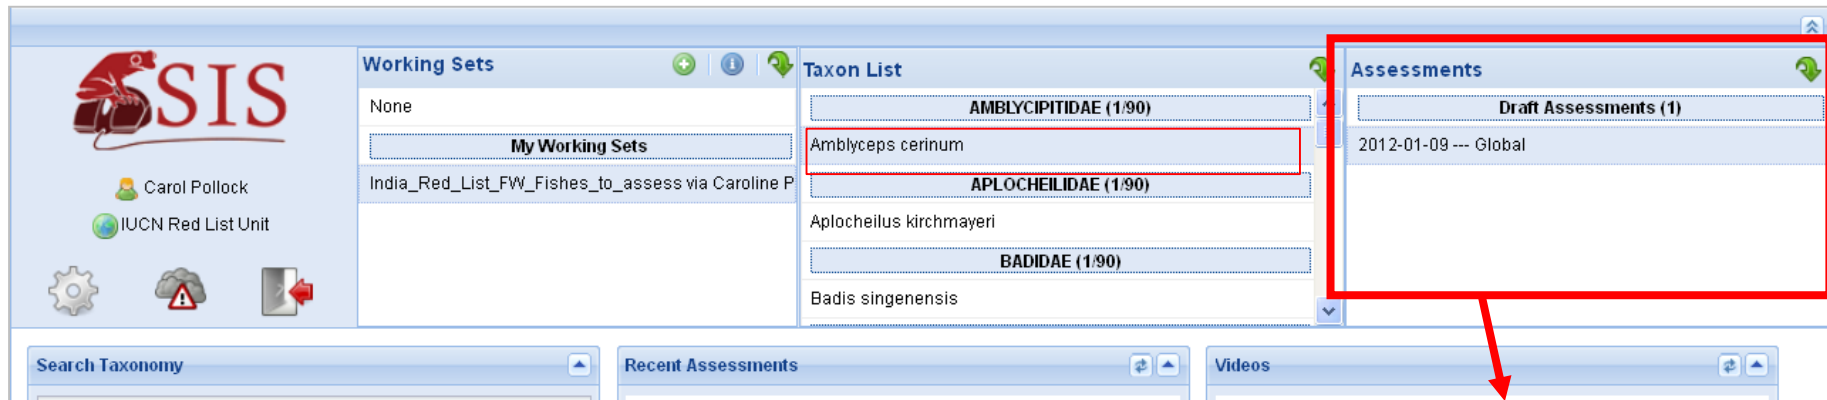 SIS
Carol Pollock
IUCN Red List Unit
Working Sets
None
My Working Sets
India_Red_List_FW_Fishes_to_assess via Caroline P
Taxon List
AMBLYCIPITIDAE (1/90)
Amblyceps cerinum
APLOCHEILIDAE (1/90)
Aplocheilus kirchmayeri
BADIDAE (1/90)
Badis singenensis
Assessments
Draft Assessments (1)
2012-01-09 --- Global
Search Taxonomy
Recent Assessments
Videos